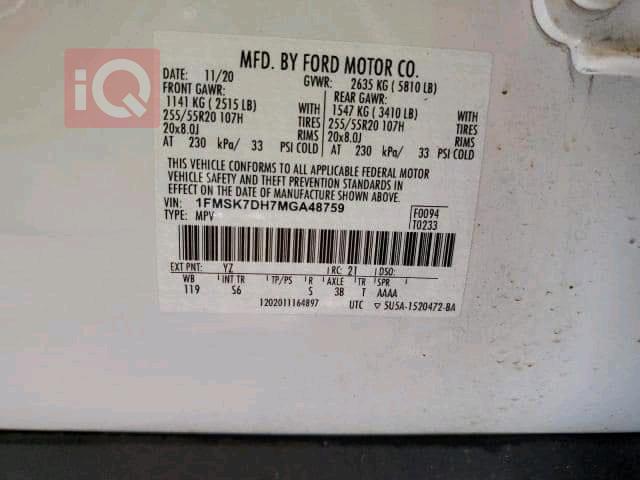 iQ
MFD. BY FORD MOTOR CO.
DATE: 11/20 GVWR: 2635 KG ( 5810 LB)
FRONT GAWR: REAR GAWR:
1141 KG ( 2515 LB) WITH 1547 KG ( 3410 LB) WITH
255/55R20 107H TIRES 255/55R20 107H TIRES
20x8.0J RIMS 20x8.0J RIMS
AT 230 kPa/ 33 PSI COLD AT 230 kPa/ 33 PSI COLD
THIS VEHICLE CONFORMS TO ALL APPLICABLE FEDERAL MOTOR
VEHICLE SAFETY AND THEFT PREVENTION STANDARDS IN
EFFECT ON THE DATE OF MANUFACTURE SHOWN ABOVE.
VIN: 1FMSK7DH7MGA48759 F0094
TYPE: MPV T0233
EXT PNT: YZ RC: 21 DSO:
WB INT TR TP/PS R AXLE TR SPR
119 S6 S 3B T AAAA
1202011164897 UTC ▽ 5U5A-1520472-BA